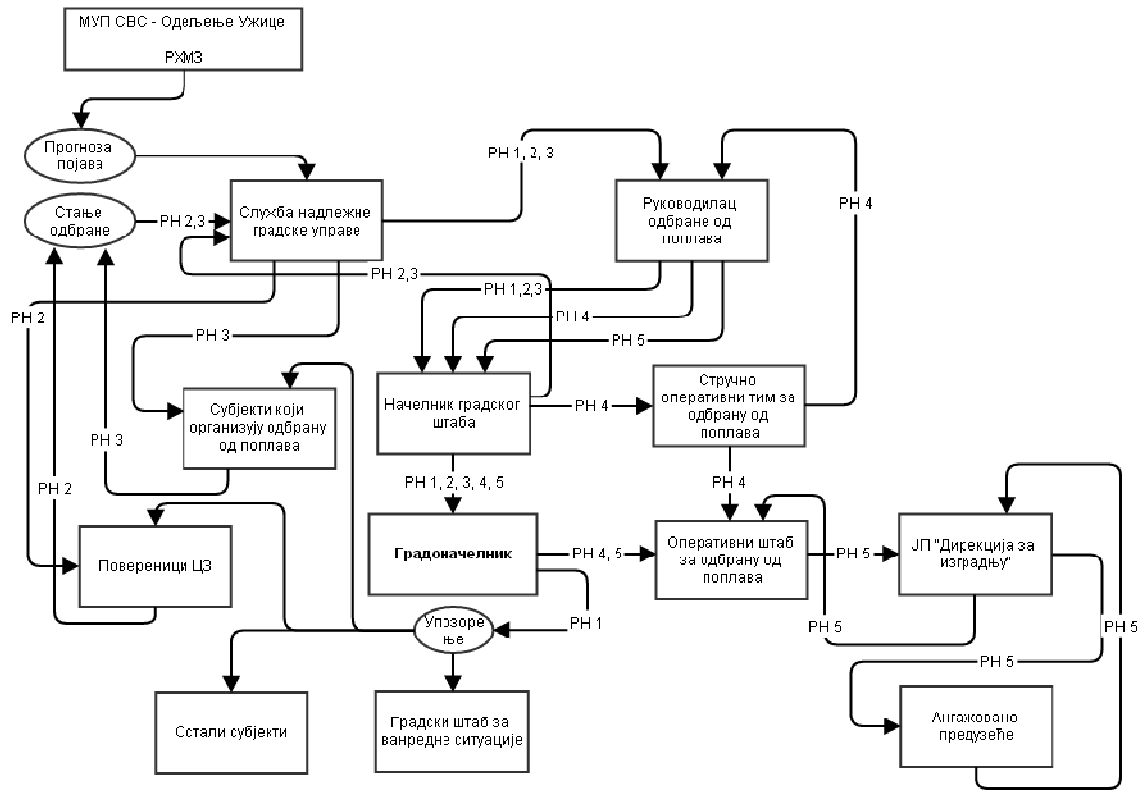 МУП СВС - Одељење Ужице
РХМЗ
Прогноза
појава
РН 1, 2, 3
Стање
одбране
РН 2,3
Служба надлежне
градске управе
Руководилац
одбране од
поплава
РН 4
РН 2,3
РН 1,2,3
РН 2
РН 4
РН 3
РН 5
Начелник градског
штаба
РН 4
Стручно
оперативни тим за
одбрану од
поплава
Субјекти који
организују одбрану
од поплава
РН 3
РН 2
РН 1, 2, 3, 4, 5
РН 4
Повереници ЦЗ
Градоначелник
РН 4, 5
Оперативни штаб
за одбрану од
поплава
РН 5
ЈП "Дирекција за
изградњу"
Упозоре
ње
РН 1
РН 5
РН 5
РН 5
Остали субјекти
Градски штаб за
ванредне ситуације
Ангажовано
предузеће